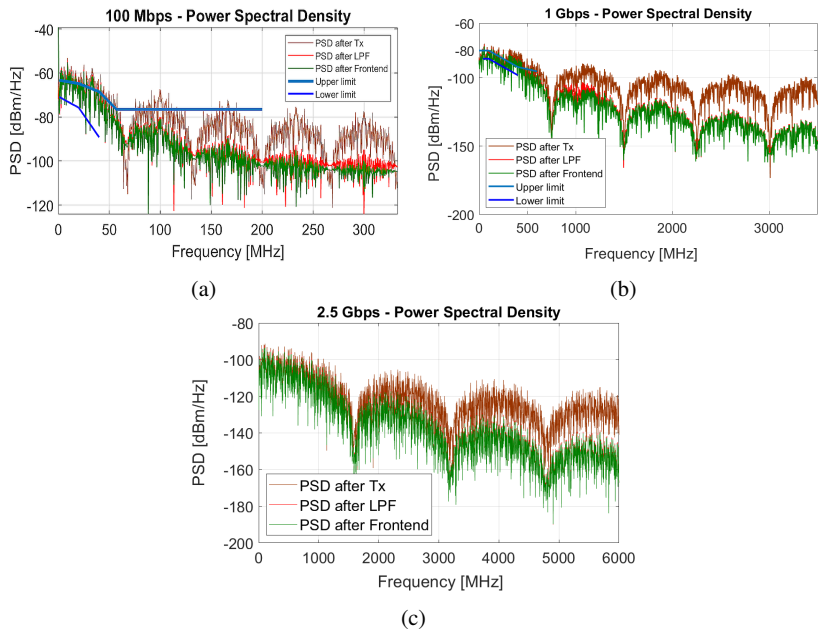 100 Mbps - Power Spectral Density
PSD [dBm/Hz]
-40
-60
-80
-100
-120
PSD after Tx
PSD after LPF
PSD after Frontend
Upper limit
Lower limit
0 50 100 150 200 250 300
Frequency [MHz]
(a)
1 Gbps - Power Spectral Density
PSD [dBm/Hz]
-60
-80
-100
-150
-200
PSD after Tx
PSD after LPF
PSD after Frontend
Upper limit
Lower limit
0 500 1000 2000 3000
Frequency [MHz]
(b)
2.5 Gbps - Power Spectral Density
PSD [dBm/Hz]
-80
-100
-120
-140
-160
-180
-200
PSD after Tx
PSD after LPF
PSD after Frontend
0 1000 2000 3000 4000 5000 6000
Frequency [MHz]
(c)